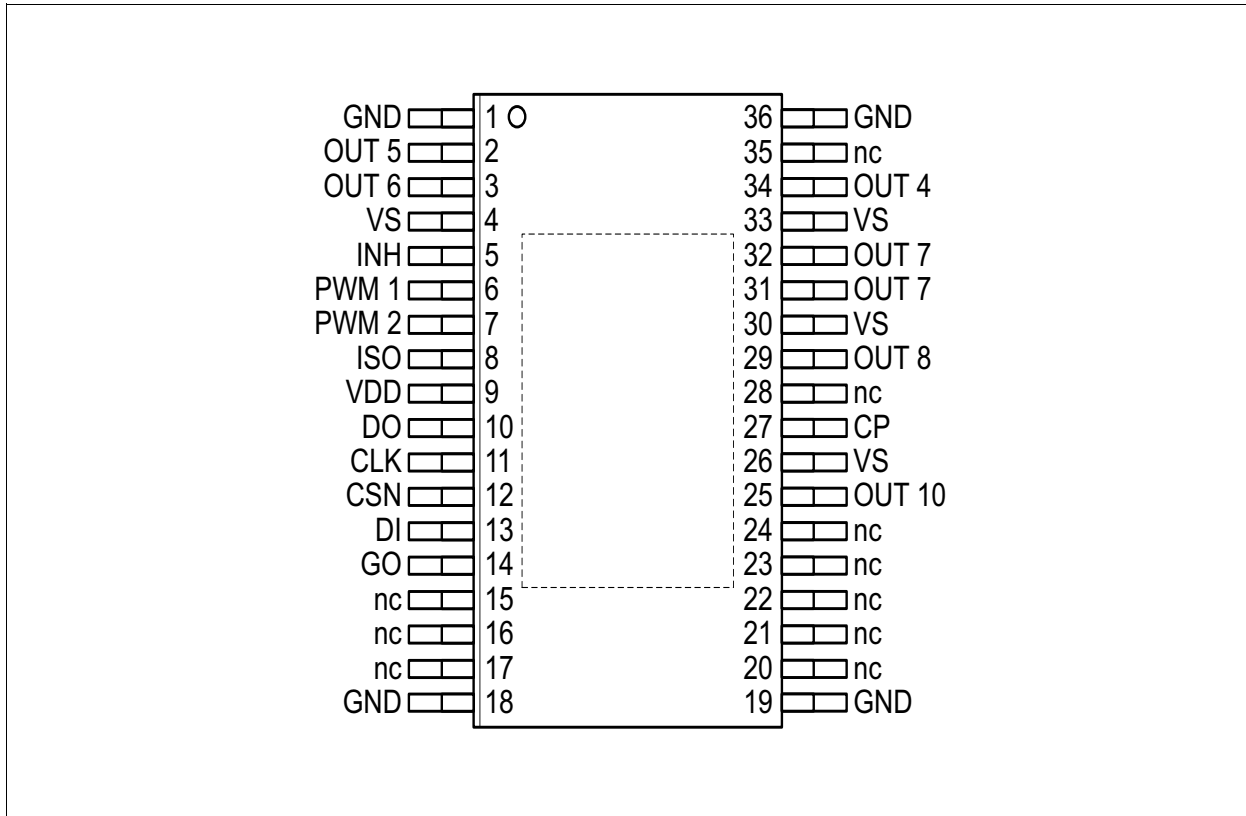 GND 1 36 GND
OUT 5 2 35 nc
OUT 6 3 34 OUT 4
VS 4 33 VS
INH 5 32 OUT 7
PWM 1 6 31 OUT 7
PWM 2 7 30 VS
ISO 8 29 OUT 8
VDD 9 28 nc
DO 10 27 CP
CLK 11 26 VS
CSN 12 25 OUT 10
DI 13 24 nc
GO 14 23 nc
nc 15 22 nc
nc 16 21 nc
nc 17 20 nc
GND 18 19 GND